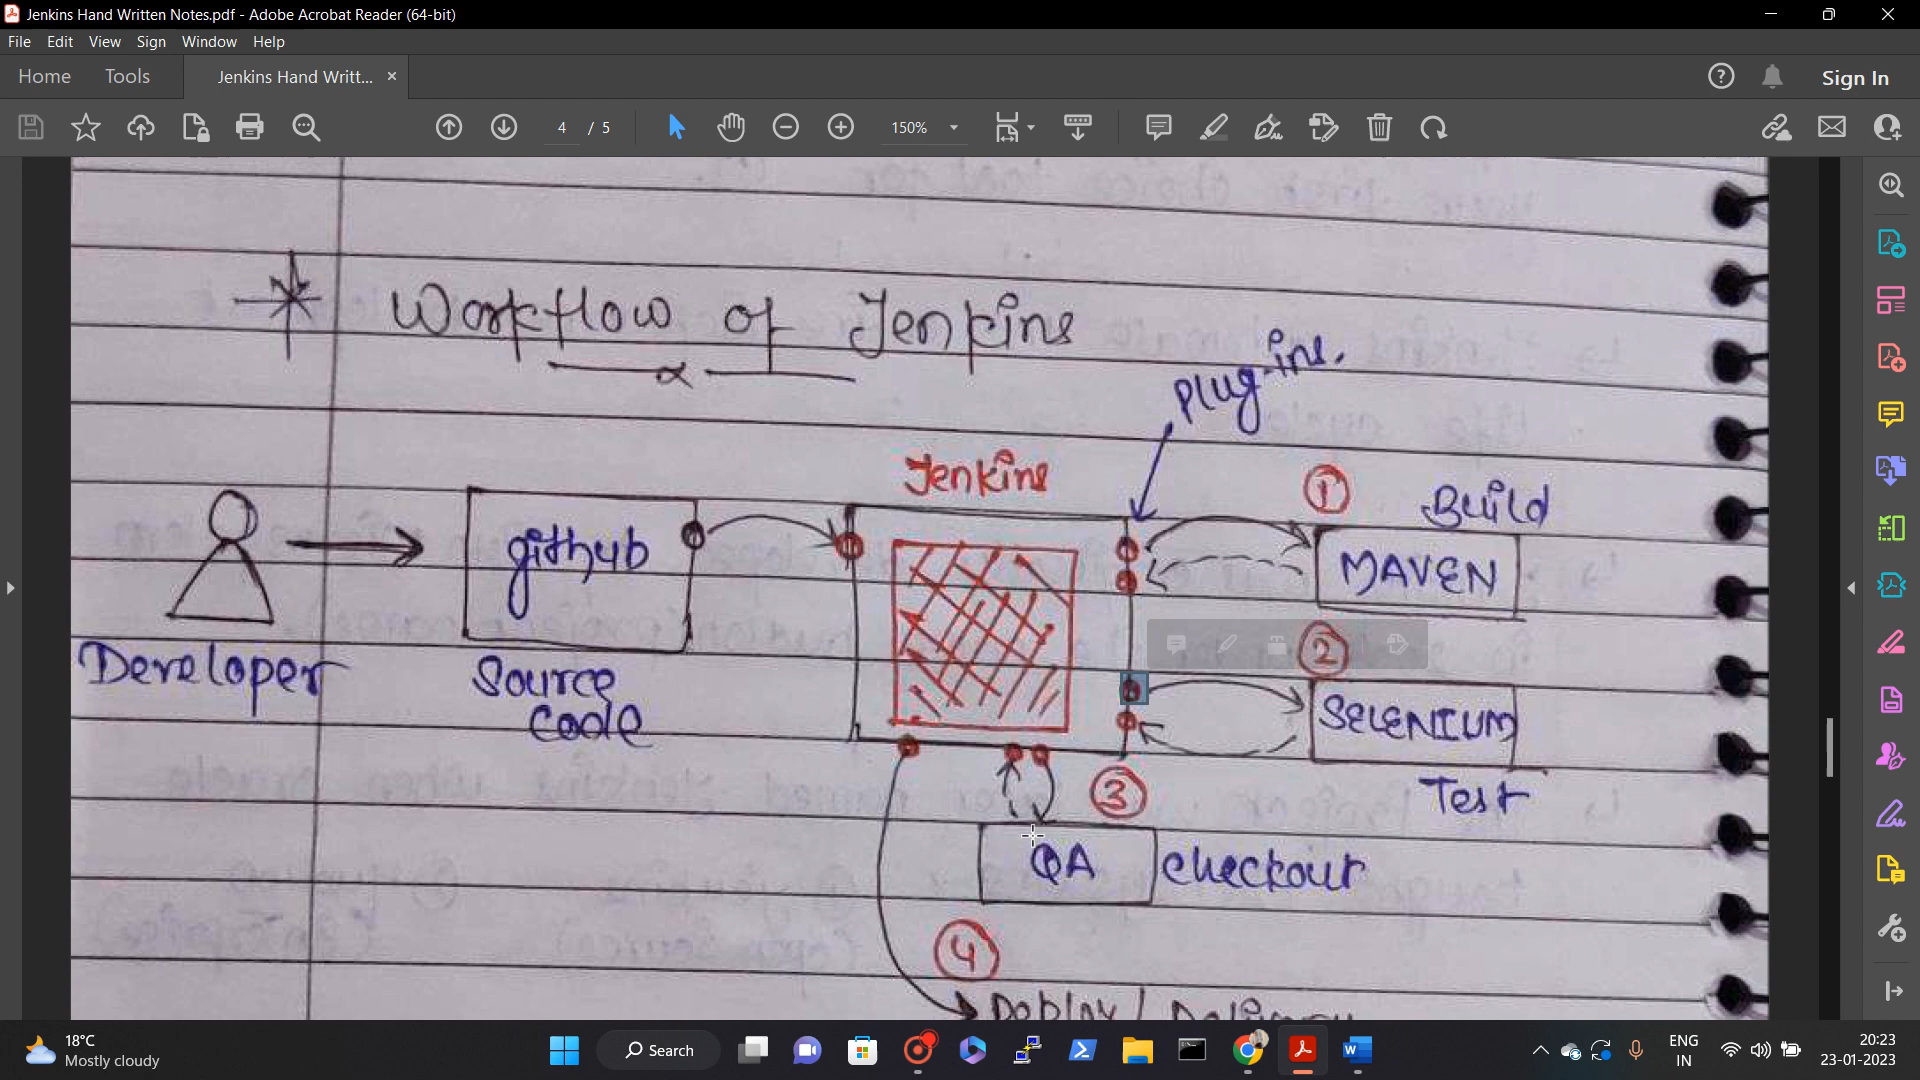 Jenkins Hand Written Notes.pdf - Adobe Acrobat Reader (64-bit)
File Edit View Sign Window Help
Home Tools Jenkins Hand Writt... × Sign In
4 / 5 150%
Workflow of Jenkins
plug-ins.
Jenkins
① Build
github
MAVEN
②
Developer
Source
Code
SELENIUM
③
Test
QA checkout
④
Deploy / Delivery
18°C
Mostly cloudy
Search
ENG
IN
20:23
23-01-2023